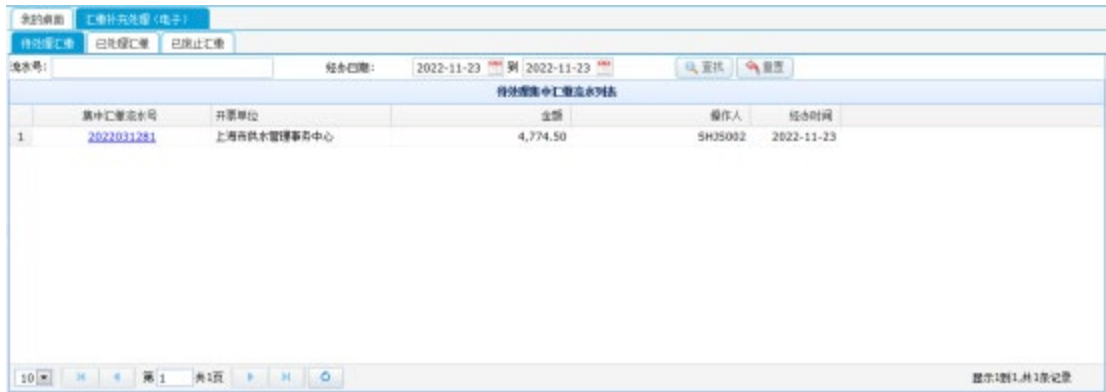 我的桌面 汇缴补充处理（电子）
待处理汇缴 已处理汇缴 已废止汇缴
流水号： 经办日期： 2022-11-23 到 2022-11-23 查找 重置
待处理集中汇缴流水列表
集中汇缴流水号 开票单位 金额 操作人 经办时间
1 2022031281 上海市供水管理事务中心 4,774.50 SHJS002 2022-11-23
10 第 1 共1页 显示1到1,共1条记录